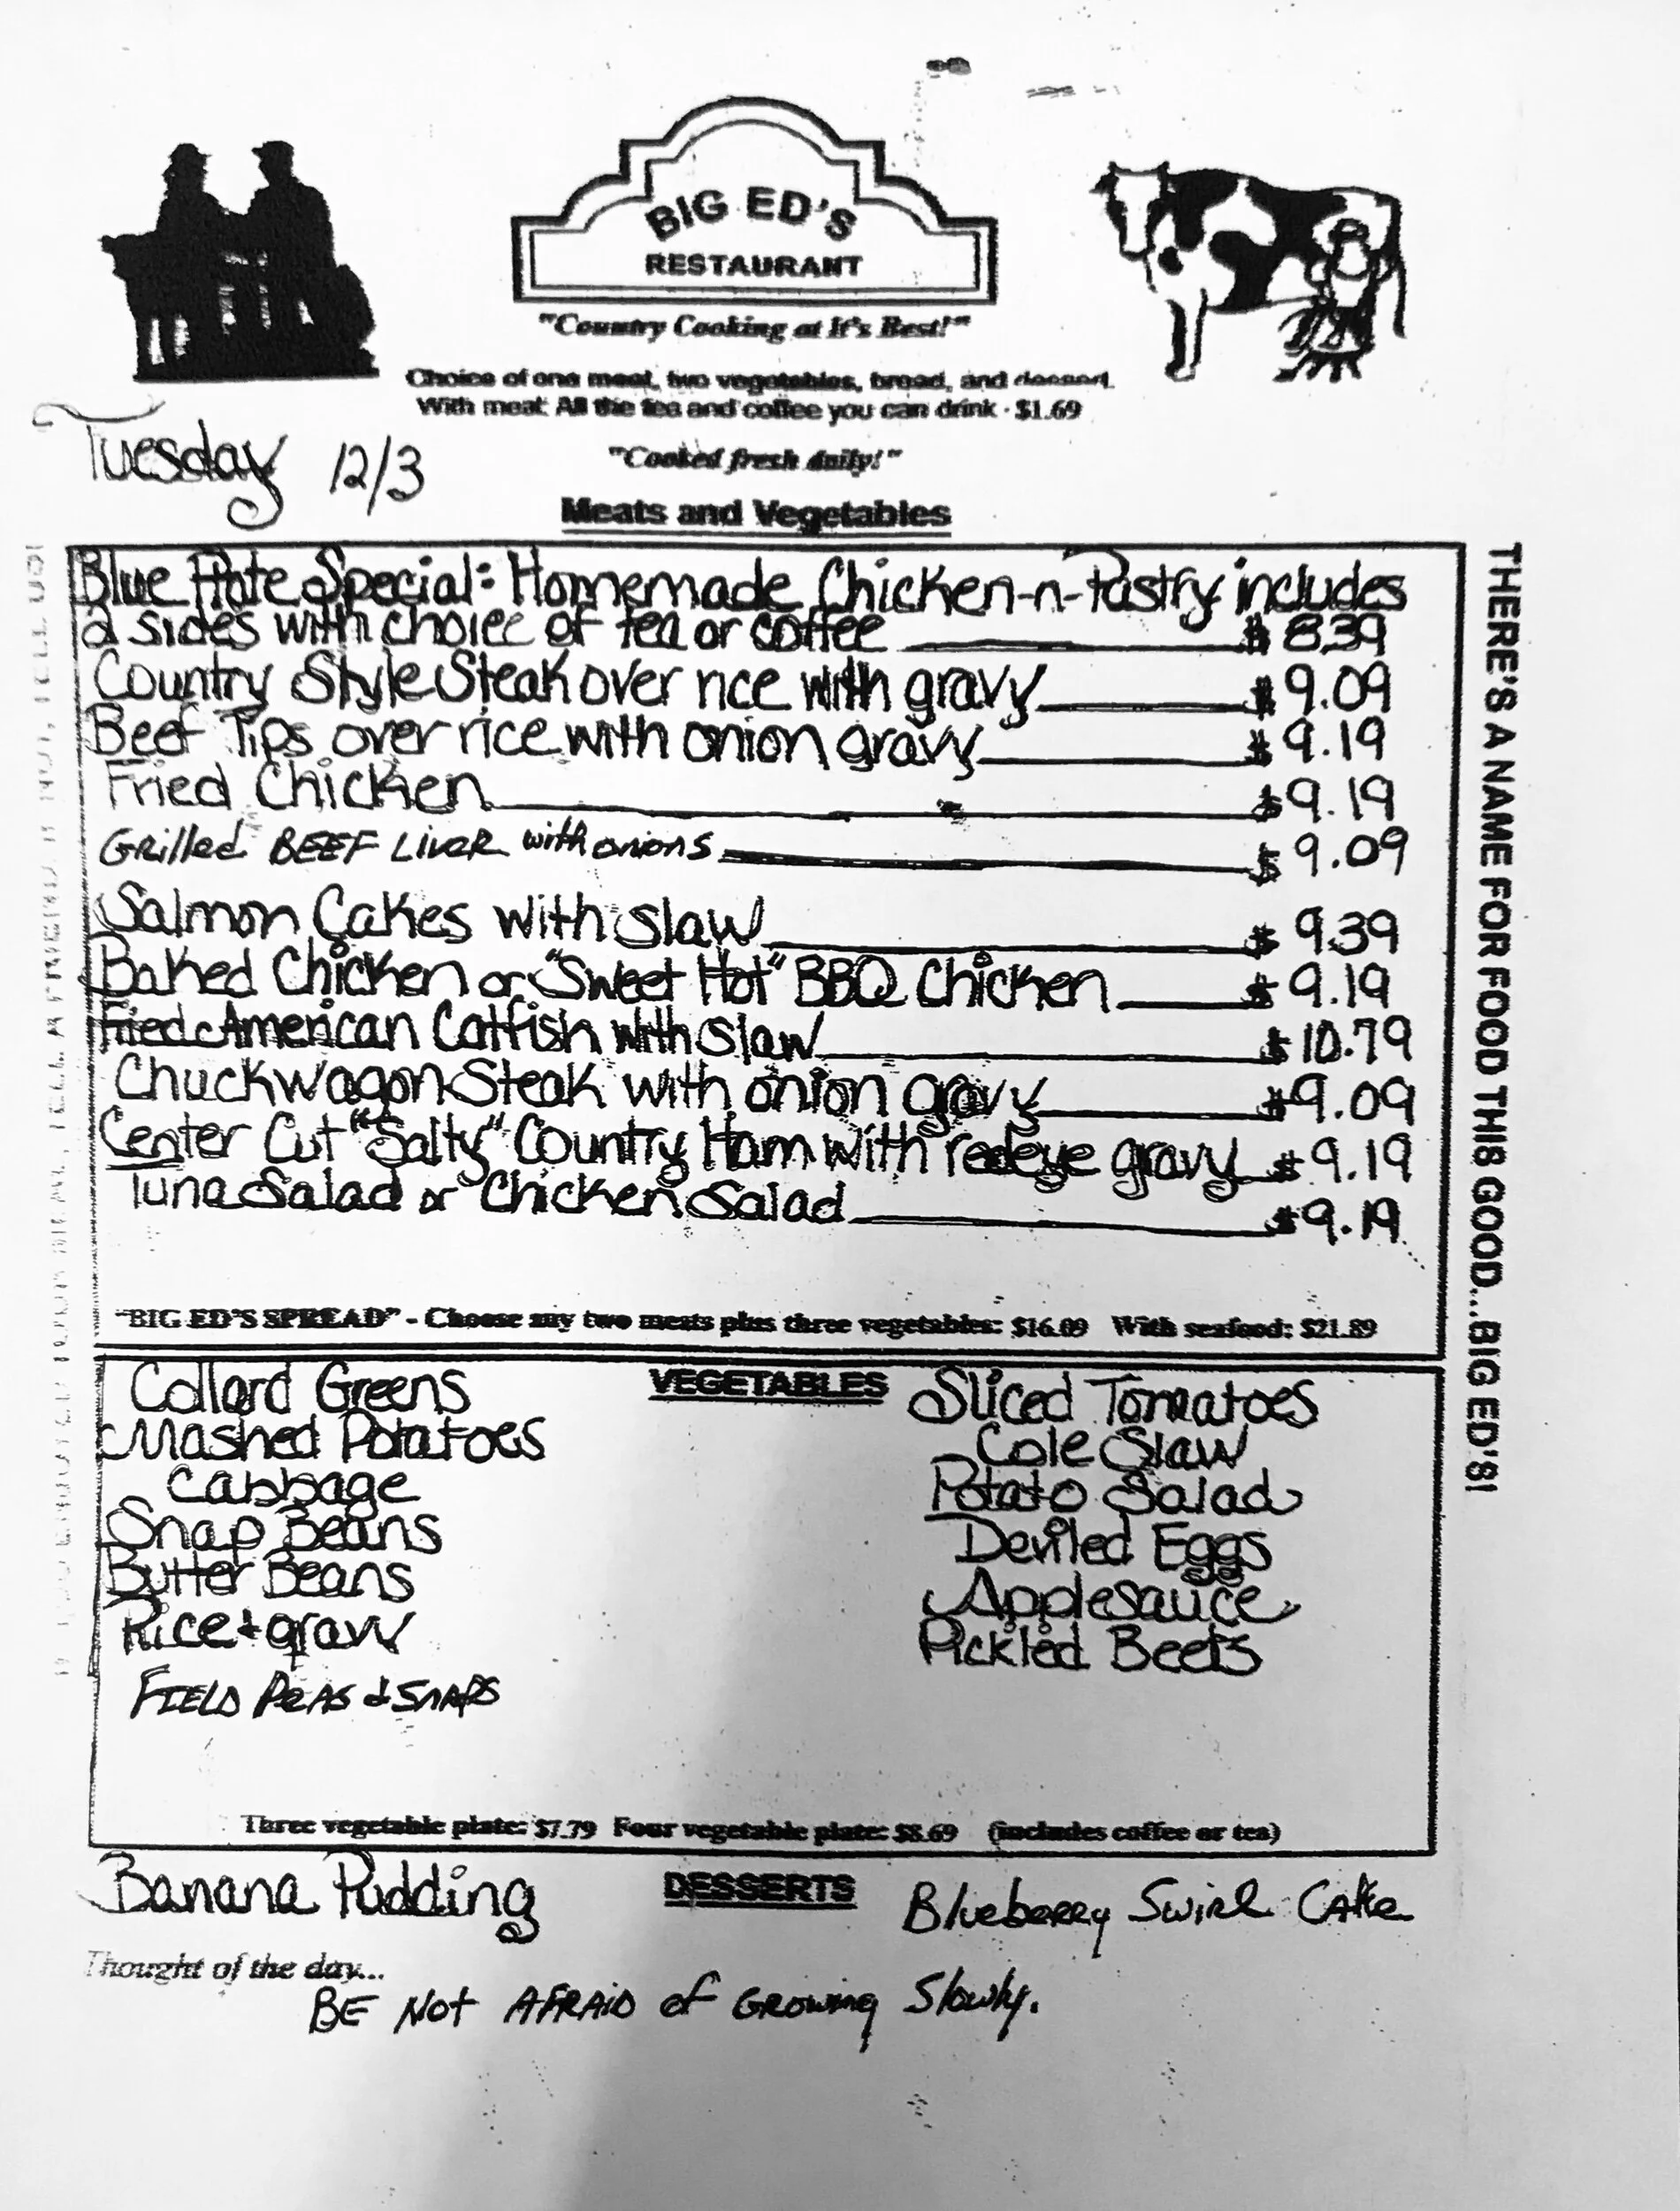 BIG ED'S
RESTAURANT
"Country Cooking at It's Best!"
Choice of one meat, two vegetables, bread, and dessert.
With meat: All the tea and coffee you can drink - $1.69
Tuesday 12/3
"Cooked fresh daily!"
Meats and Vegetables
Blue Plate Special: Homemade Chicken-n-Pastry includes
2 sides with choice of tea or coffee $8.39
Country Style Steak over rice with gravy $9.09
Beef Tips over rice with onion gravy $9.19
Fried Chicken $9.19
Grilled BEEF LIVER with onions $9.09
Salmon Cakes with slaw $9.39
Baked Chicken or "Sweet Hot" BBQ Chicken $9.19
Fried American Catfish with slaw $10.79
Chuckwagon Steak with onion gravy $9.09
Center Cut "Salty" Country Ham with redeye gravy $9.19
Tuna Salad or Chicken Salad $9.19
"BIG ED'S SPREAD" - Choose any two meats plus three vegetables: $16.09 With seafood: $21.89
VEGETABLES
Collard Greens
Mashed Potatoes
Cabbage
Snap Beans
Butter Beans
Rice + gravy
FIELD PEAS & SNAPS
Sliced Tomatoes
Cole Slaw
Potato Salad
Deviled Eggs
Applesauce
Pickled Beets
Three vegetable plate: $7.79 Four vegetable plate: $8.69 (includes coffee or tea)
DESSERTS
Banana Pudding
Blueberry Swirl Cake
Thought of the day...
BE NOT AFRAID of GROWING Slowly.
THERE'S A NAME FOR FOOD THIS GOOD...BIG ED'S!